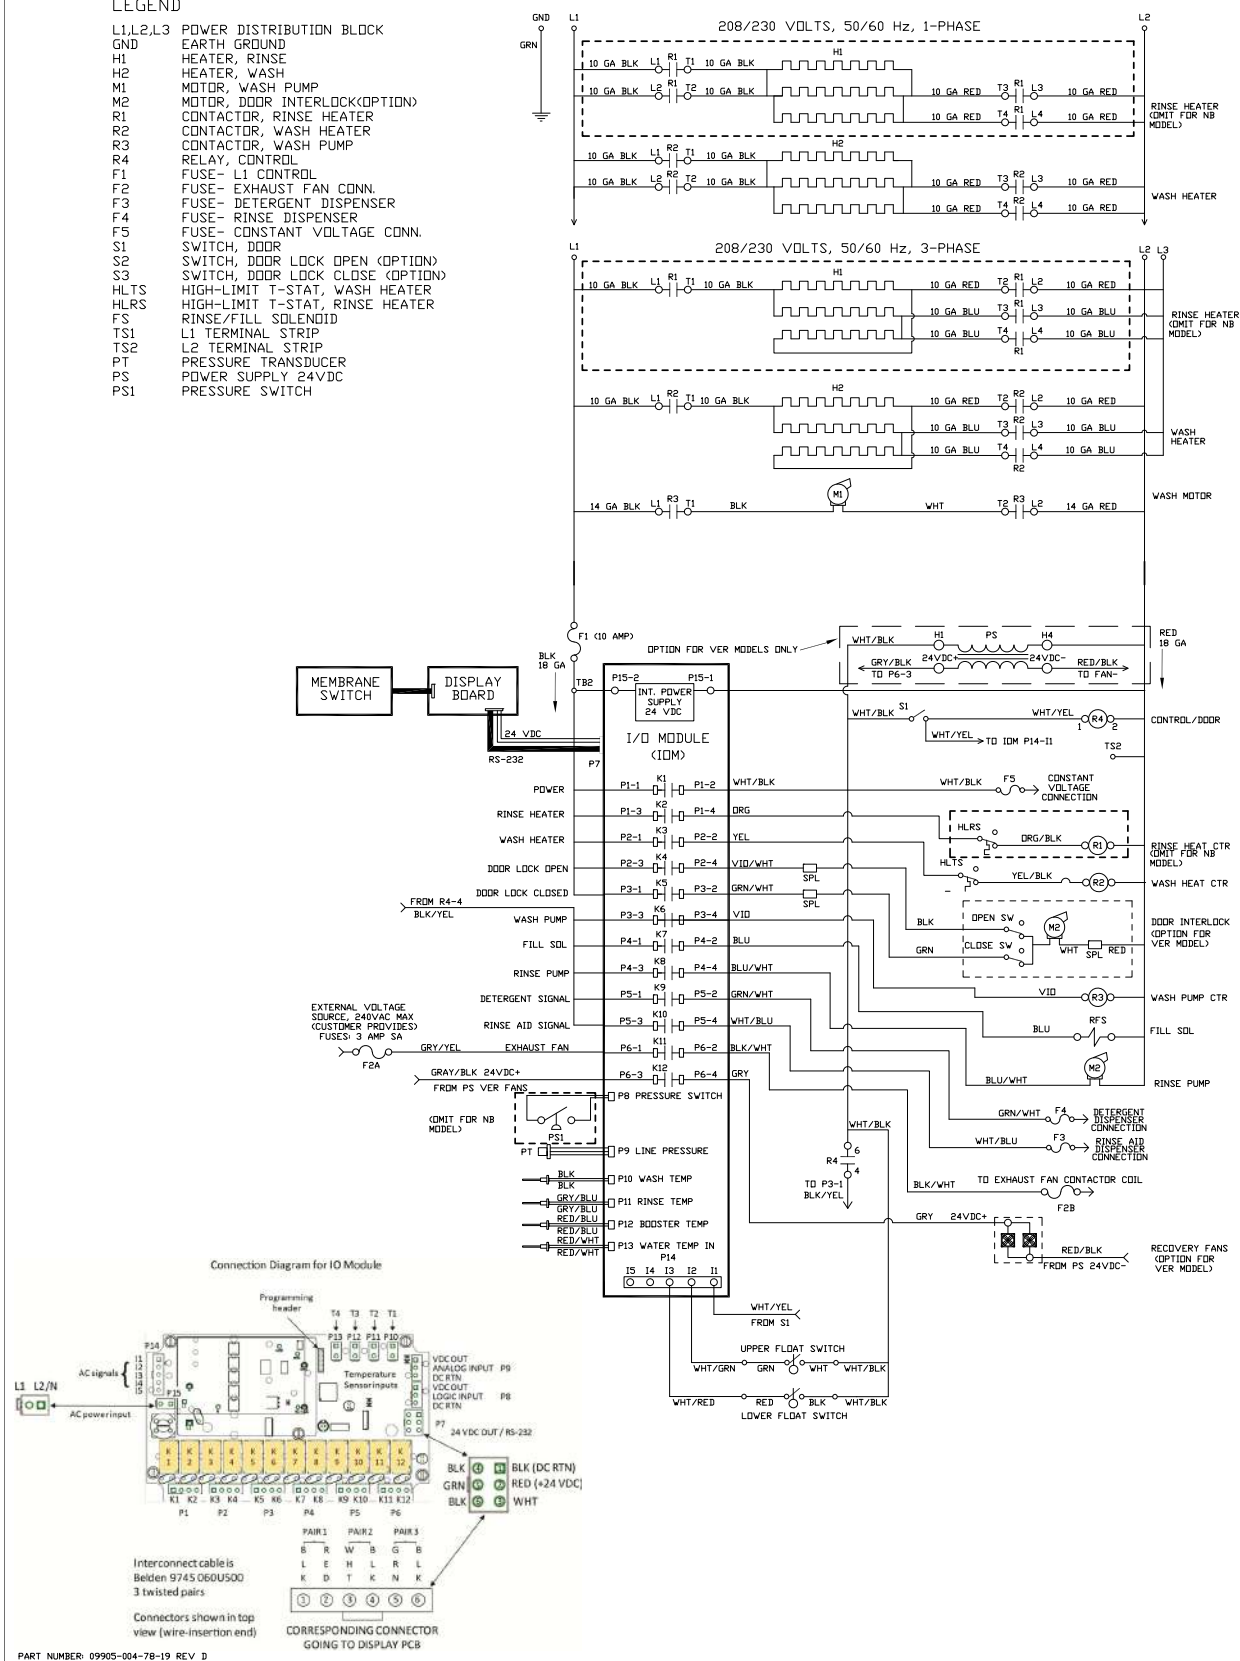 LEGEND
L1,L2,L3 POWER DISTRIBUTION BLOCK
GND EARTH GROUND
H1 HEATER, RINSE
H2 HEATER, WASH
M1 MOTOR, WASH PUMP
M2 MOTOR, DOOR INTERLOCK(OPTION)
R1 CONTACTOR, RINSE HEATER
R2 CONTACTOR, WASH HEATER
R3 CONTACTOR, WASH PUMP
R4 RELAY, CONTROL
F1 FUSE- L1 CONTROL
F2 FUSE- EXHAUST FAN CONN.
F3 FUSE- DETERGENT DISPENSER
F4 FUSE- RINSE DISPENSER
F5 FUSE- CONSTANT VOLTAGE CONN.
S1 SWITCH, DOOR
S2 SWITCH, DOOR LOCK OPEN (OPTION)
S3 SWITCH, DOOR LOCK CLOSE (OPTION)
HLTS HIGH-LIMIT T-STAT, WASH HEATER
HLRS HIGH-LIMIT T-STAT, RINSE HEATER
FS RINSE/FILL SOLENOID
TS1 L1 TERMINAL STRIP
TS2 L2 TERMINAL STRIP
PT PRESSURE TRANSDUCER
PS POWER SUPPLY 24VDC
PS1 PRESSURE SWITCH
GND L1 208/230 VOLTS, 50/60 Hz, 1-PHASE L2
GRN
H1
10 GA BLK L1 R1 T1 10 GA BLK
10 GA BLK L2 R1 T2 10 GA BLK 10 GA RED T3 R1 L3 10 GA RED
10 GA RED T4 R1 L4 10 GA RED
RINSE HEATER
(OMIT FOR NB
MODEL)
H2
10 GA BLK L1 R2 T1 10 GA BLK
10 GA BLK L2 R2 T2 10 GA BLK 10 GA RED T3 R2 L3 10 GA RED
10 GA RED T4 R2 L4 10 GA RED
WASH HEATER
L1 208/230 VOLTS, 50/60 Hz, 3-PHASE L2 L3
H1
10 GA BLK L1 R1 T1 10 GA BLK 10 GA RED T2 R1 L2 10 GA RED
10 GA BLU T3 R1 L3 10 GA BLU
10 GA BLU T4 R1 L4 10 GA BLU
RINSE HEATER
(OMIT FOR NB
MODEL)
H2
10 GA BLK L1 R2 T1 10 GA BLK 10 GA RED T2 R2 L2 10 GA RED
10 GA BLU T3 R2 L3 10 GA BLU
10 GA BLU T4 R2 L4 10 GA BLU
WASH
HEATER
M1
WASH MOTOR
14 GA BLK L1 R3 T1 BLK WHT T2 R3 L2 14 GA RED
F1 (10 AMP)
BLK
18 GA
OPTION FOR VER MODELS ONLY
WHT/BLK H1 PS H4
GRY/BLK 24VDC+ 24VDC- RED/BLK
TO P6-3 TO FAN-
RED
18 GA
MEMBRANE
SWITCH
DISPLAY
BOARD
TB2
P15-2 P15-1
INT. POWER
SUPPLY
24 VDC
I/O MODULE
(IOM)
24 VDC
RS-232
P7
WHT/BLK S1 WHT/YEL 1 R4 2 CONTROL/DOOR
WHT/YEL TO IOM P14-I1
TS2
POWER P1-1 K1 P1-2 WHT/BLK WHT/BLK F5 CONSTANT
VOLTAGE
CONNECTION
RINSE HEATER P1-3 K2 P1-4 ORG
HLRS ORG/BLK R1 RINSE HEAT CTR
(OMIT FOR NB
MODEL)
WASH HEATER P2-1 K3 P2-2 YEL
HLTS YEL/BLK R2 WASH HEAT CTR
DOOR LOCK OPEN P2-3 K4 P2-4 VIO/WHT SPL
DOOR LOCK CLOSED P3-1 K5 P3-2 GRN/WHT SPL
FROM R4-4
BLK/YEL
WASH PUMP P3-3 K6 P3-4 VIO
BLK OPEN SW M2 DOOR INTERLOCK
(OPTION FOR
VER MODEL)
GRN CLOSE SW WHT SPL RED
FILL SOL P4-1 K7 P4-2 BLU
RINSE PUMP P4-3 K8 P4-4 BLU/WHT
DETERGENT SIGNAL P5-1 K9 P5-2 GRN/WHT
VIO R3 WASH PUMP CTR
RINSE AID SIGNAL P5-3 K10 P5-4 WHT/BLU
BLU RFS FILL SOL
EXTERNAL VOLTAGE
SOURCE, 240VAC MAX
(CUSTOMER PROVIDES)
FUSES: 3 AMP SA
F2A GRY/YEL EXHAUST FAN P6-1 K11 P6-2 BLK/WHT
GRAY/BLK 24VDC+ P6-3 K12 P6-4 GRY
FROM PS VER FANS
M2
BLU/WHT RINSE PUMP
P8 PRESSURE SWITCH
(OMIT FOR NB
MODEL)
PS1
GRN/WHT F4 DETERGENT
DISPENSER
CONNECTION
WHT/BLU F3 RINSE AID
DISPENSER
CONNECTION
WHT/BLK
PT P9 LINE PRESSURE
R4 6
4
TO P3-1
BLK/YEL
BLK
BLK P10 WASH TEMP
GRY/BLU
GRY/BLU P11 RINSE TEMP
RED/BLU
RED/BLU P12 BOOSTER TEMP
RED/WHT
RED/WHT P13 WATER TEMP IN
BLK/WHT TO EXHAUST FAN CONTACTOR COIL
F2B
GRY 24VDC+
RED/BLK
FROM PS 24VDC-
RECOVERY FANS
(OPTION FOR
VER MODEL)
P14
I5 I4 I3 I2 I1
WHT/YEL
FROM S1
UPPER FLOAT SWITCH
WHT/GRN GRN WHT WHT/BLK
WHT/RED RED BLK WHT/BLK
LOWER FLOAT SWITCH
Connection Diagram for IO Module
Programming
header
T4 T3 T2 T1
P13 P12 P11 P10
P14
AC signals
I1
I2
I3
I4
I5
L1 L2/N
AC power input
P15
Temperature
Sensor inputs
VDC OUT
ANALOG INPUT P9
DC RTN
VDC OUT
LOGIC INPUT P8
DC RTN
P7
24 VDC OUT / RS-232
K 1 K 2 K 3 K 4 K 5 K 6 K 7 K 8 K 9 K 10 K 11 K 12
K1 K2 K3 K4 K5 K6 K7 K8 K9 K10 K11 K12
P1 P2 P3 P4 P5 P6
BLK BLK (DC RTN)
GRN RED (+24 VDC)
BLK WHT
PAIR 1 PAIR 2 PAIR 3
BLK RED WHT BLK GRN BLK
1 2 3 4 5 6
Interconnect cable is
Belden 9745 060U500
3 twisted pairs
Connectors shown in top
view (wire-insertion end)
CORRESPONDING CONNECTOR
GOING TO DISPLAY PCB
PART NUMBER: 09905-004-78-19 REV D